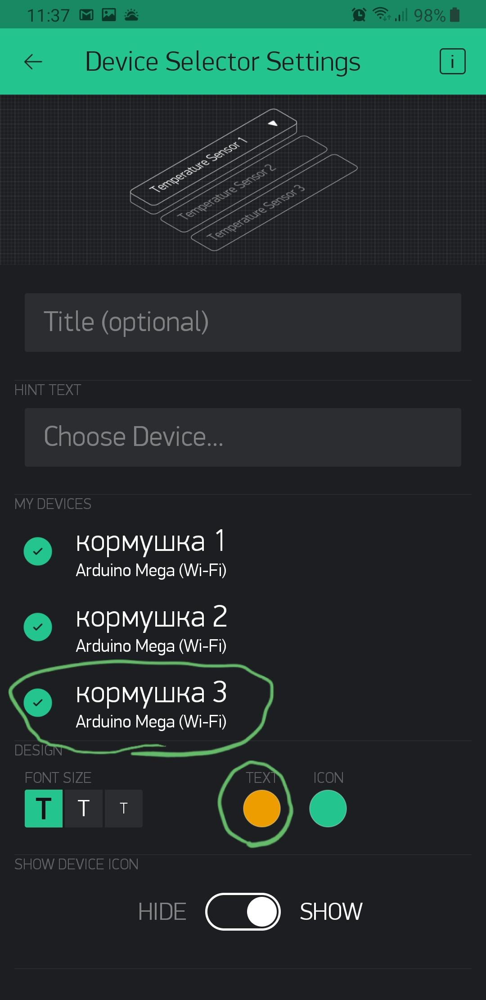 11:37 98%
Device Selector Settings i
Temperature Sensor 1
Temperature Sensor 2
Temperature Sensor 3
Title (optional)
HINT TEXT
Choose Device...
MY DEVICES
кормушка 1
Arduino Mega (Wi-Fi)
кормушка 2
Arduino Mega (Wi-Fi)
кормушка 3
Arduino Mega (Wi-Fi)
DESIGN
FONT SIZE TEXT ICON
T T T
SHOW DEVICE ICON
HIDE SHOW